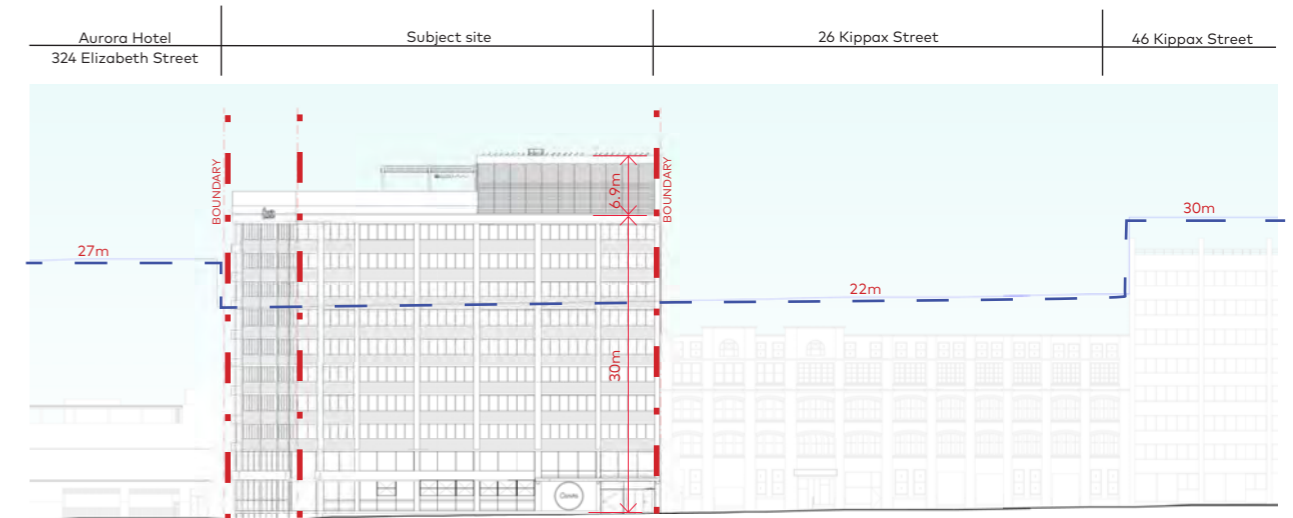 Aurora Hotel
324 Elizabeth Street
Subject site
26 Kippax Street
46 Kippax Street
BOUNDARY
6.9m
BOUNDARY
27m
30m
22m
30m
Canva